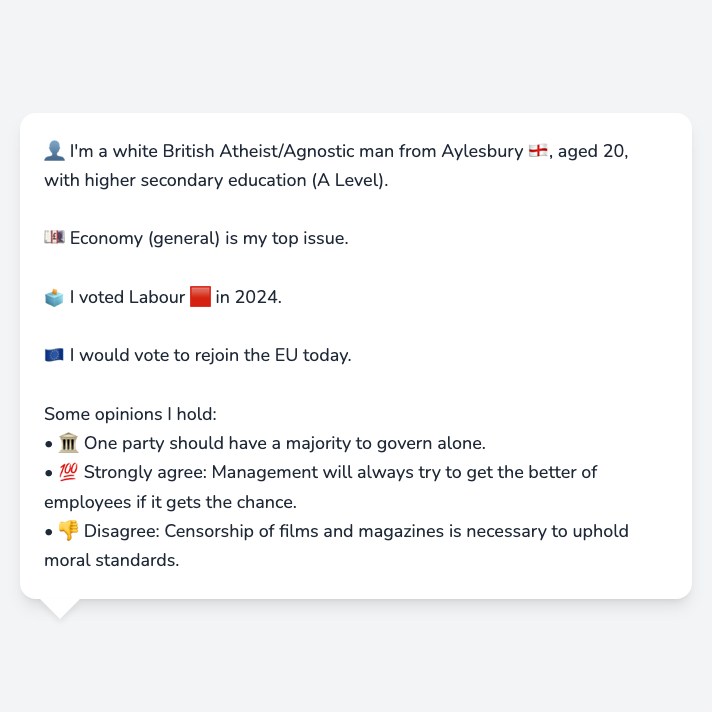 👤 I'm a white British Atheist/Agnostic man from Aylesbury 🏴󠁧󠁢󠁥󠁮󠁧󠁿, aged 20,
with higher secondary education (A Level).
💷 Economy (general) is my top issue.
🗳️ I voted Labour 🟥 in 2024.
🇪🇺 I would vote to rejoin the EU today.
Some opinions I hold:
• 🏛️ One party should have a majority to govern alone.
• 💯 Strongly agree: Management will always try to get the better of
employees if it gets the chance.
• 👎 Disagree: Censorship of films and magazines is necessary to uphold
moral standards.